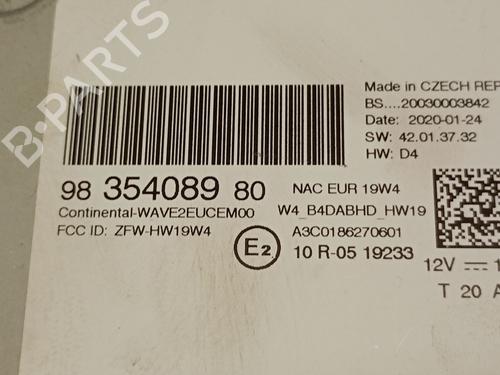 B-PARTS
Made in CZECH REP
BS....20030003842
Date: 2020-01-24
SW: 42.01.37.32
HW: D4
98 354089 80
NAC EUR 19W4
Continental-WAVE2EUCEM00
W4_B4DABHD_HW19
FCC ID: ZFW-HW19W4
E2
A3C0186270601
10 R-05 19233
12V
T 20 A